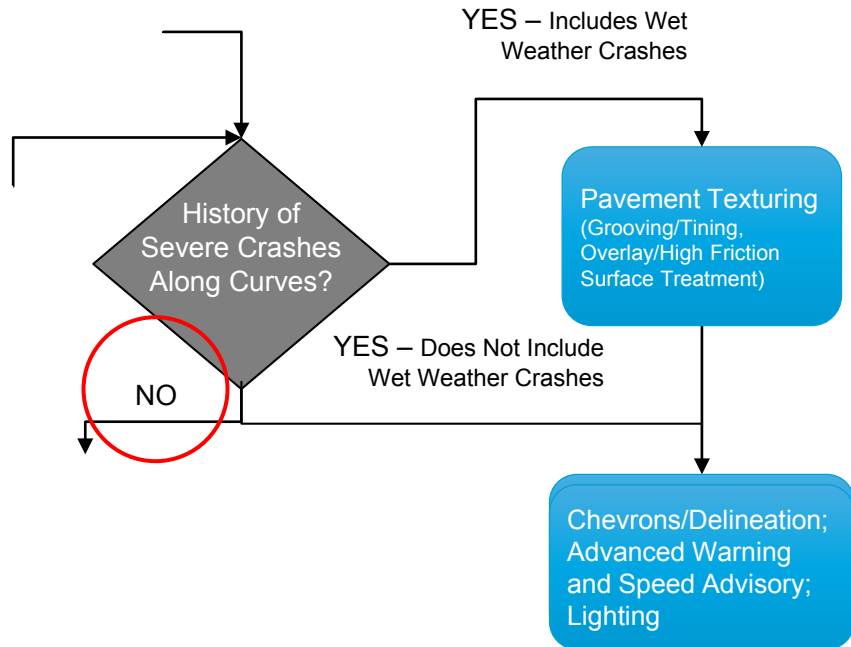 YES – Includes Wet
Weather Crashes
History of
Severe Crashes
Along Curves?
Pavement Texturing
(Grooving/Tining,
Overlay/High Friction
Surface Treatment)
YES – Does Not Include
Wet Weather Crashes
NO
Chevrons/Delineation;
Advanced Warning
and Speed Advisory;
Lighting